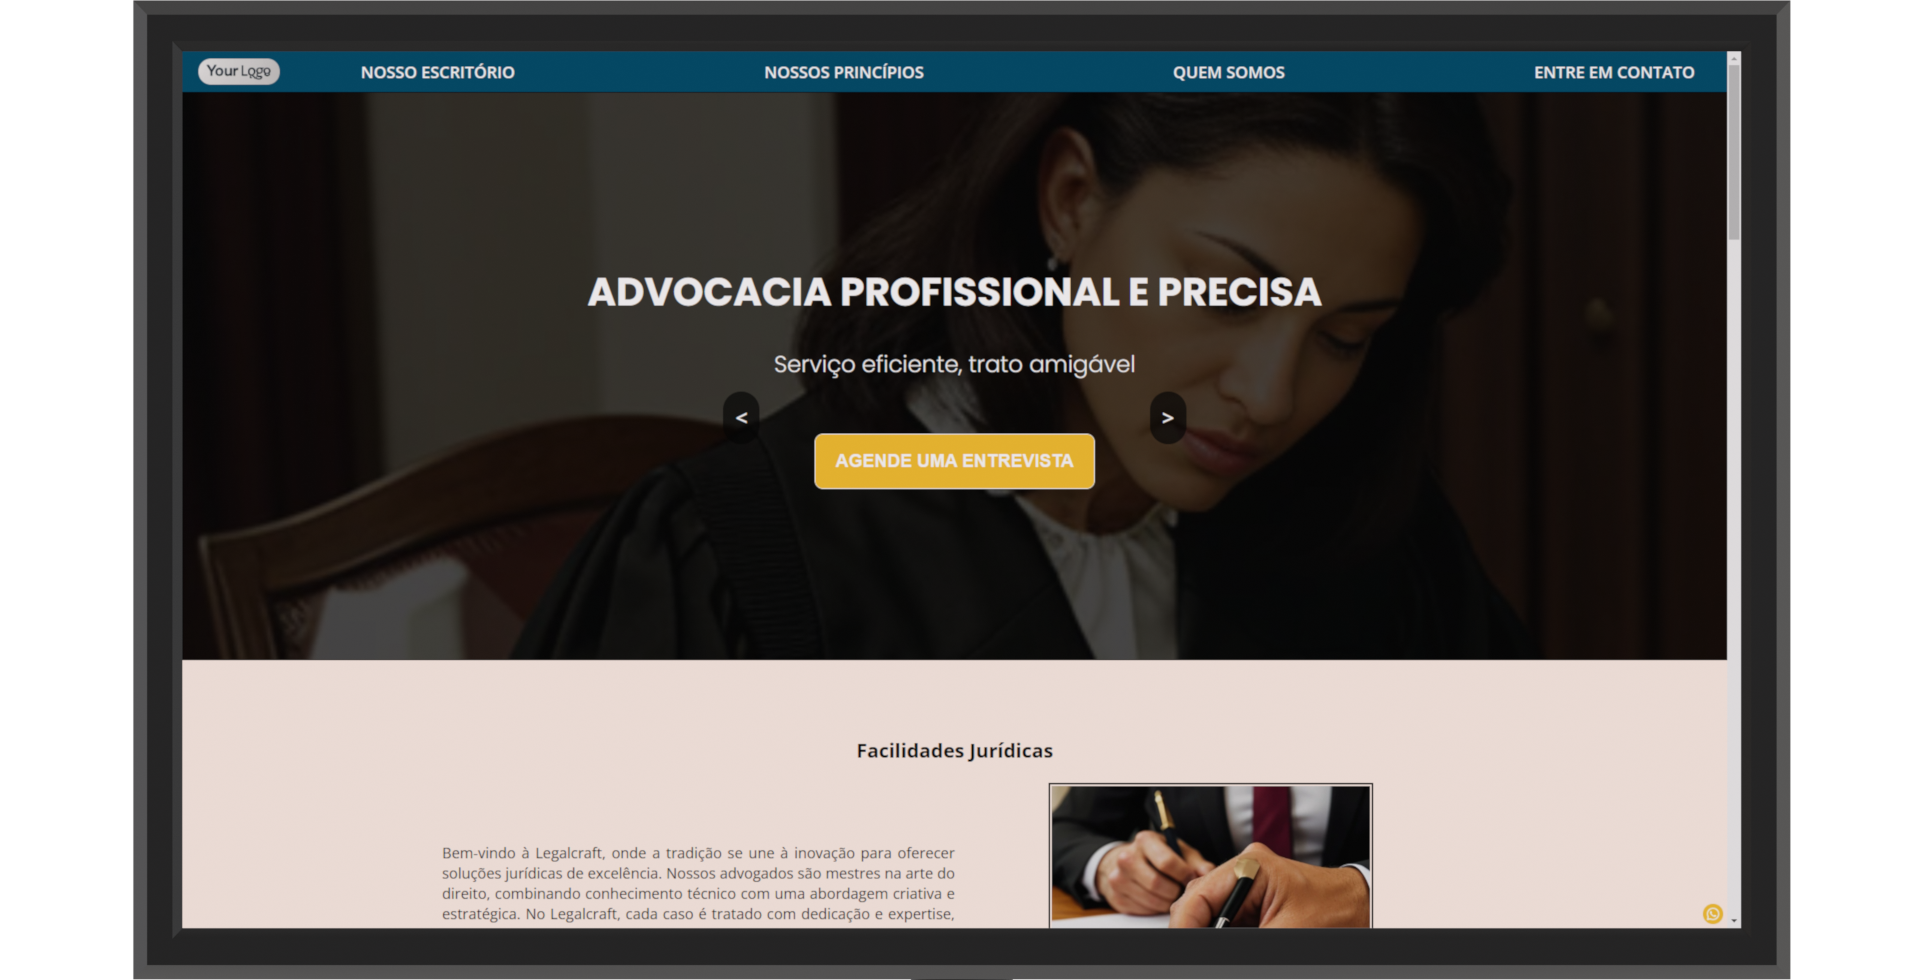 Your Logo
NOSSO ESCRITÓRIO
NOSSOS PRINCÍPIOS
QUEM SOMOS
ENTRE EM CONTATO
ADVOCACIA PROFISSIONAL E PRECISA
Serviço eficiente, trato amigável
< >
AGENDE UMA ENTREVISTA
Facilidades Jurídicas
Bem-vindo à Legalcraft, onde a tradição se une à inovação para oferecer
soluções jurídicas de excelência. Nossos advogados são mestres na arte do
direito, combinando conhecimento técnico com uma abordagem criativa e
estratégica. No Legalcraft, cada caso é tratado com dedicação e expertise,